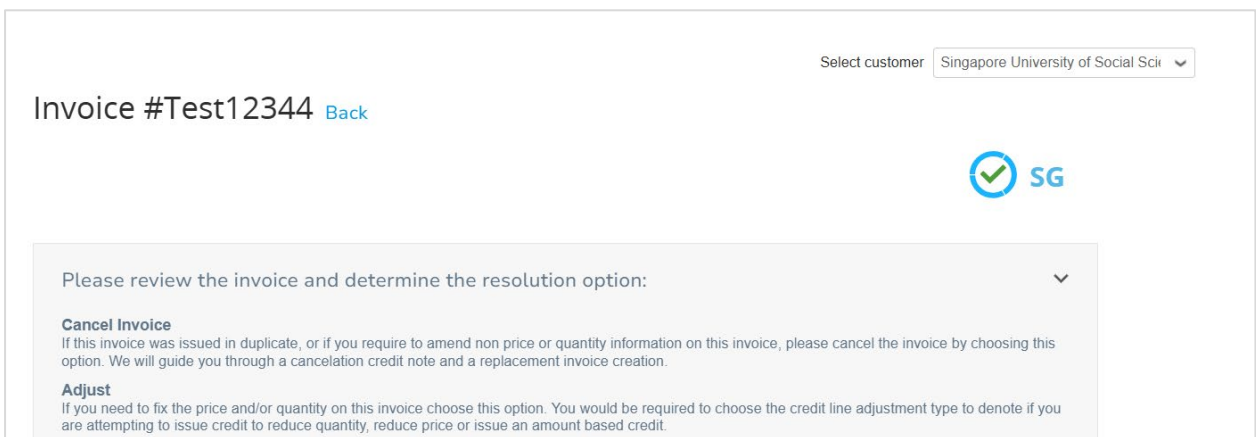 Select customer Singapore University of Social Sci
Invoice #Test12344 Back
SG
Please review the invoice and determine the resolution option:
Cancel Invoice
If this invoice was issued in duplicate, or if you require to amend non price or quantity information on this invoice, please cancel the invoice by choosing this
option. We will guide you through a cancelation credit note and a replacement invoice creation.
Adjust
If you need to fix the price and/or quantity on this invoice choose this option. You would be required to choose the credit line adjustment type to denote if you
are attempting to issue credit to reduce quantity, reduce price or issue an amount based credit.